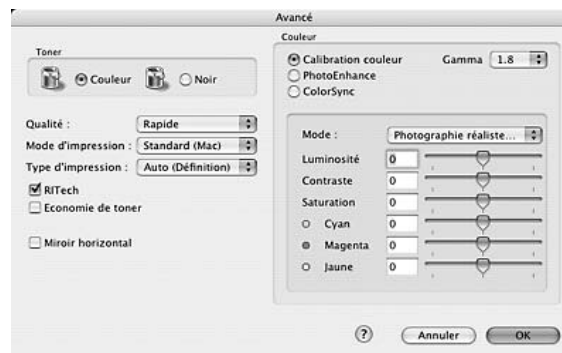 Avancé
Toner
Couleur
Noir
Qualité :
Rapide
Mode d'impression :
Standard (Mac)
Type d'impression :
Auto (Définition)
RITech
Economie de toner
Miroir horizontal
Couleur
Calibration couleur
Gamma
1.8
PhotoEnhance
ColorSync
Mode :
Photographie réaliste...
Luminosité
0
Contraste
0
Saturation
0
Cyan
0
Magenta
0
Jaune
0
?
Annuler
OK